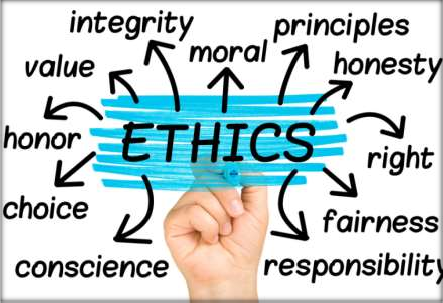 integrity
principles
moral
value
honesty
ETHICS
honor
right
choice
fairness
conscience
responsibility